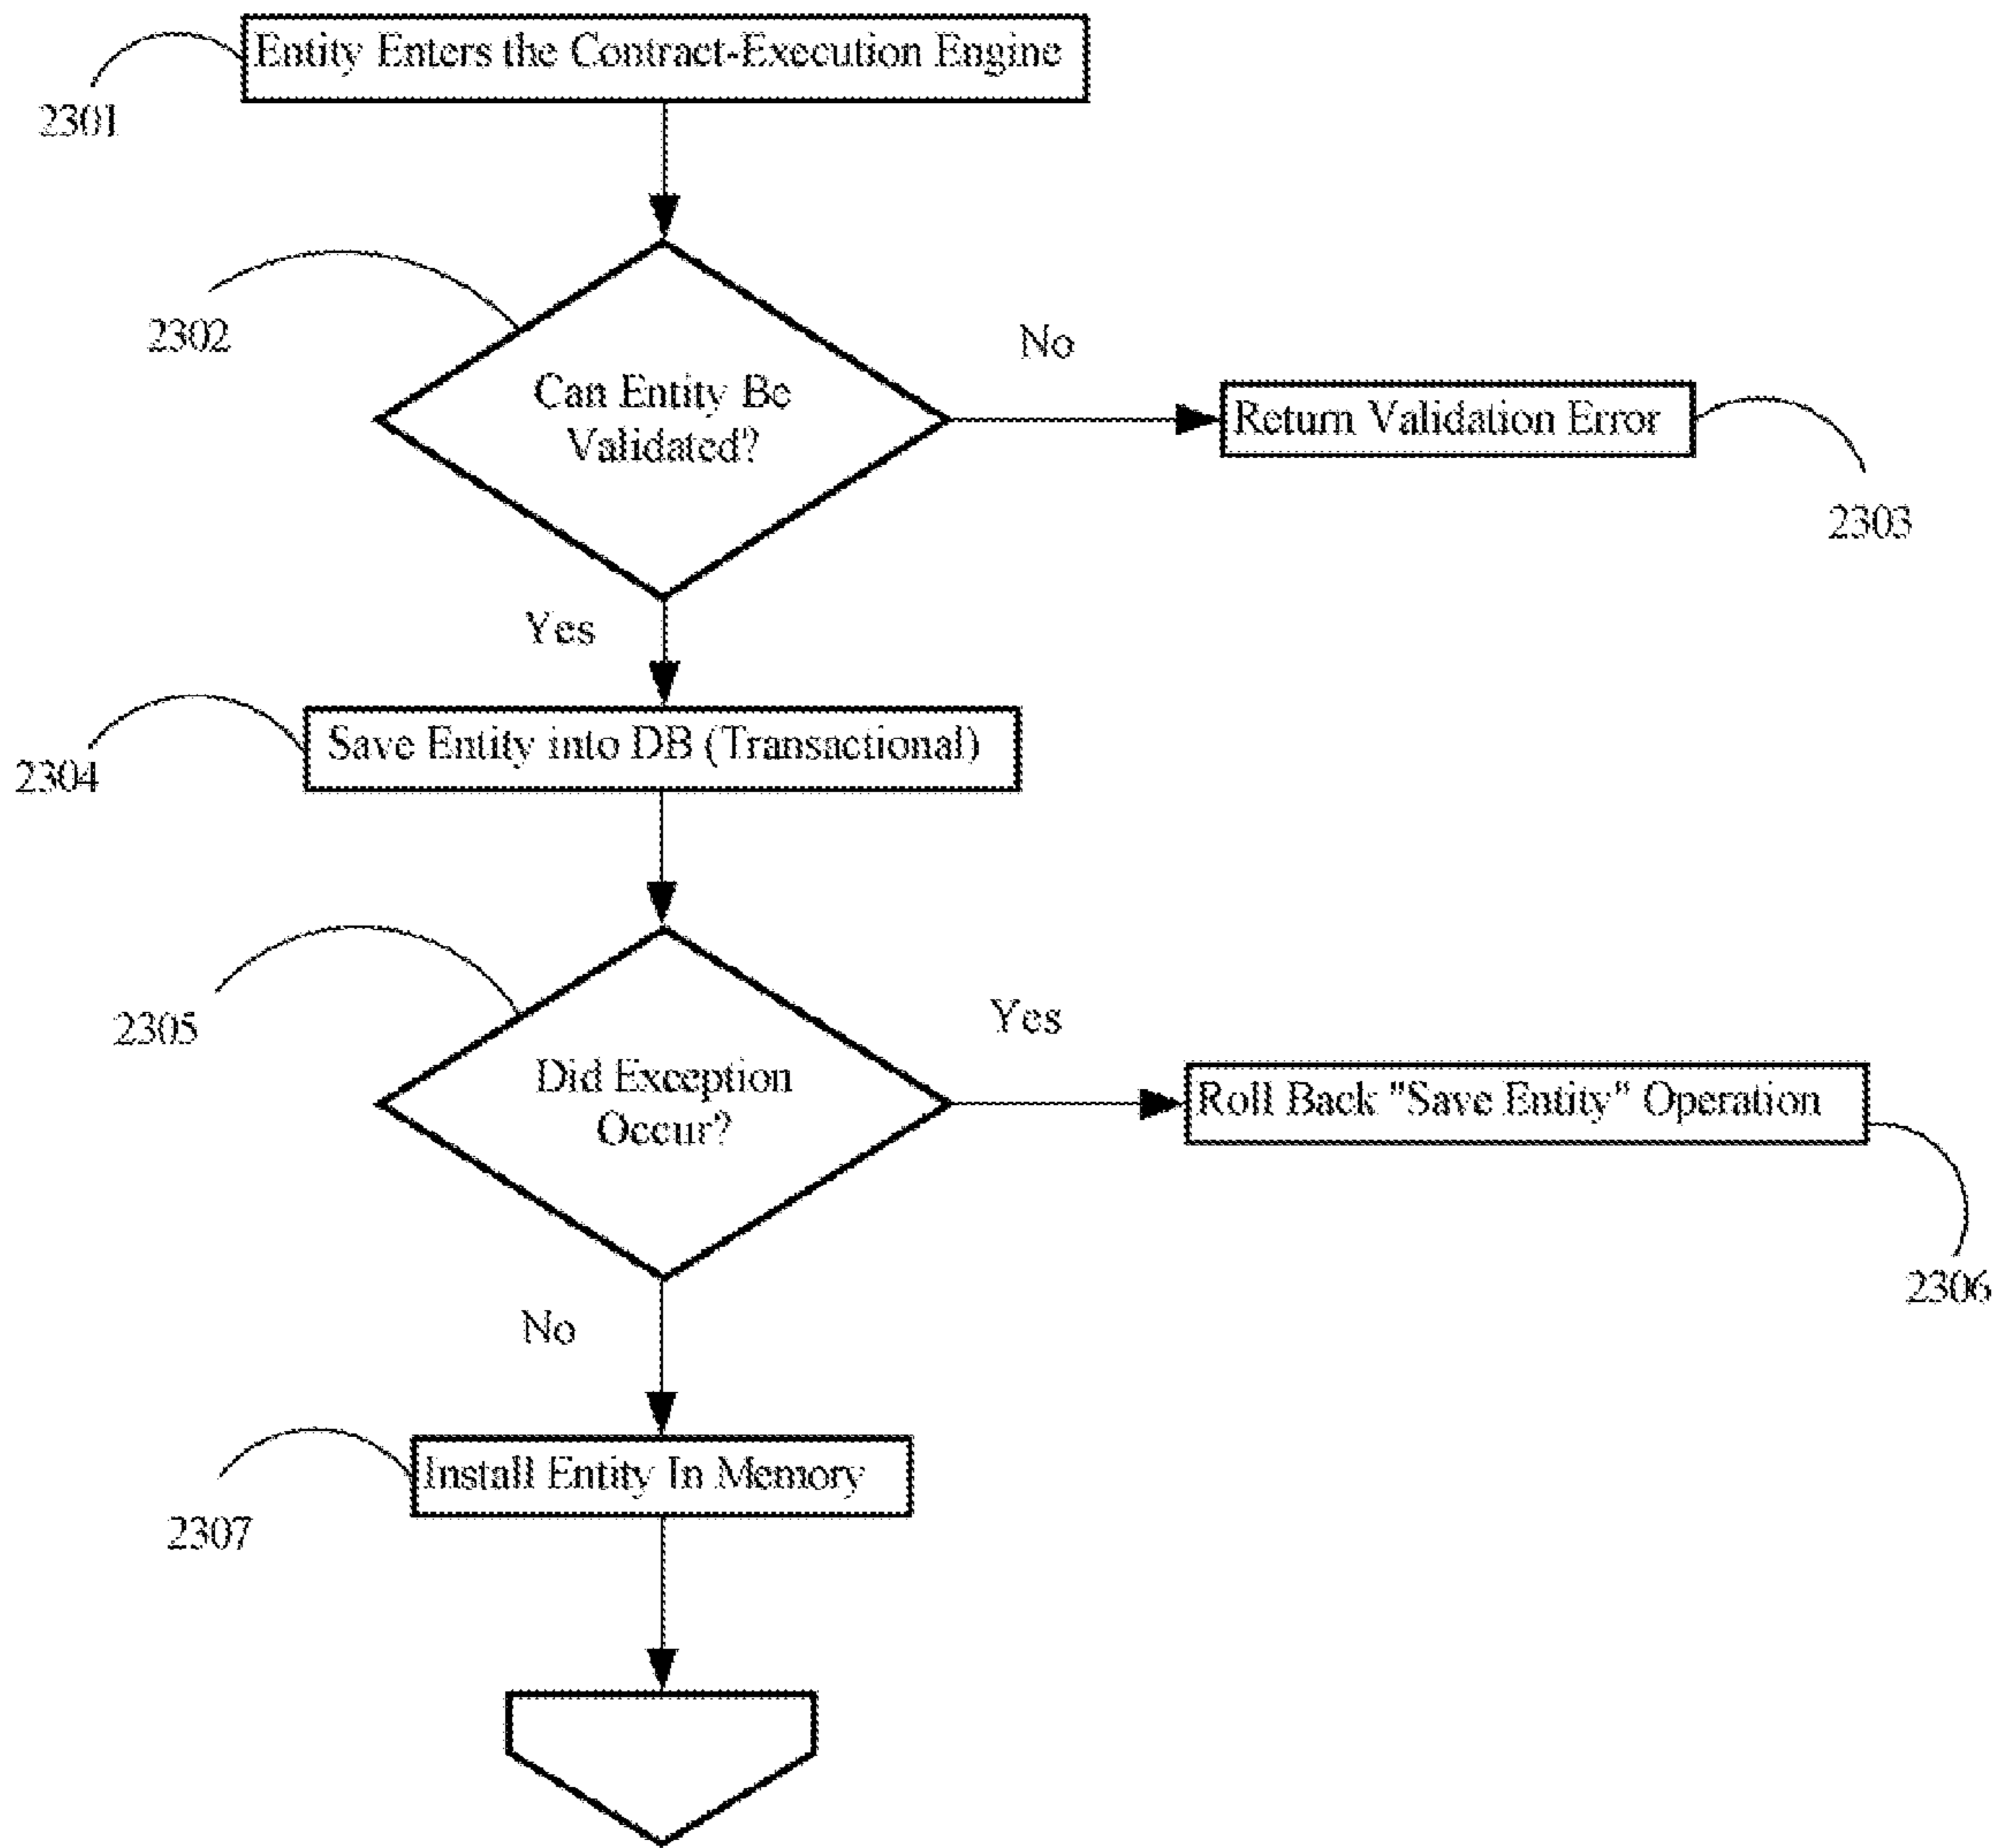 Entity Enters the Contract-Execution Engine
2301
2302
Can Entity Be
Validated?
No
Return Validation Error
2303
Yes
Save Entity into DB (Transactional)
2304
2305
Did Exception
Occur?
Yes
Roll Back "Save Entity" Operation
2306
No
Install Entity In Memory
2307